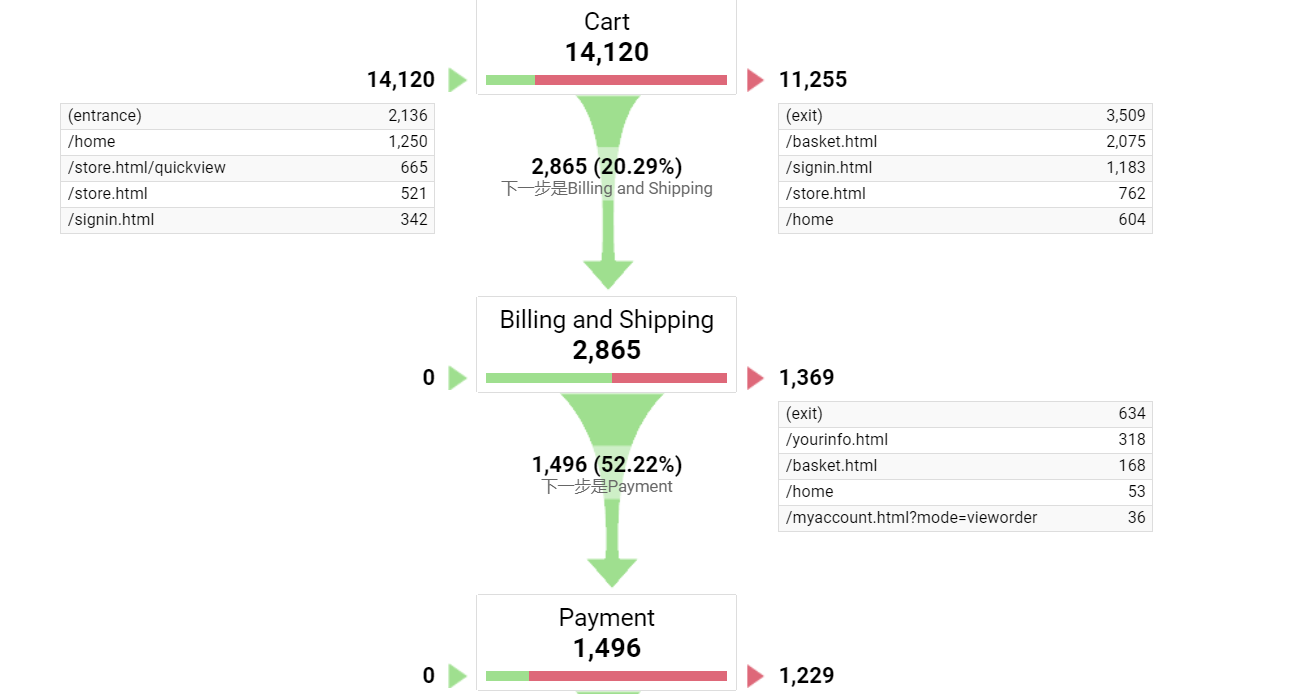 Cart
14,120
14,120
11,255
(entrance) 2,136
/home 1,250
/store.html/quickview 665
/store.html 521
/signin.html 342
(exit) 3,509
/basket.html 2,075
/signin.html 1,183
/store.html 762
/home 604
2,865 (20.29%)
下一步是Billing and Shipping
Billing and Shipping
2,865
0
1,369
(exit) 634
/yourinfo.html 318
/basket.html 168
/home 53
/myaccount.html?mode=vieworder 36
1,496 (52.22%)
下一步是Payment
Payment
1,496
0
1,229